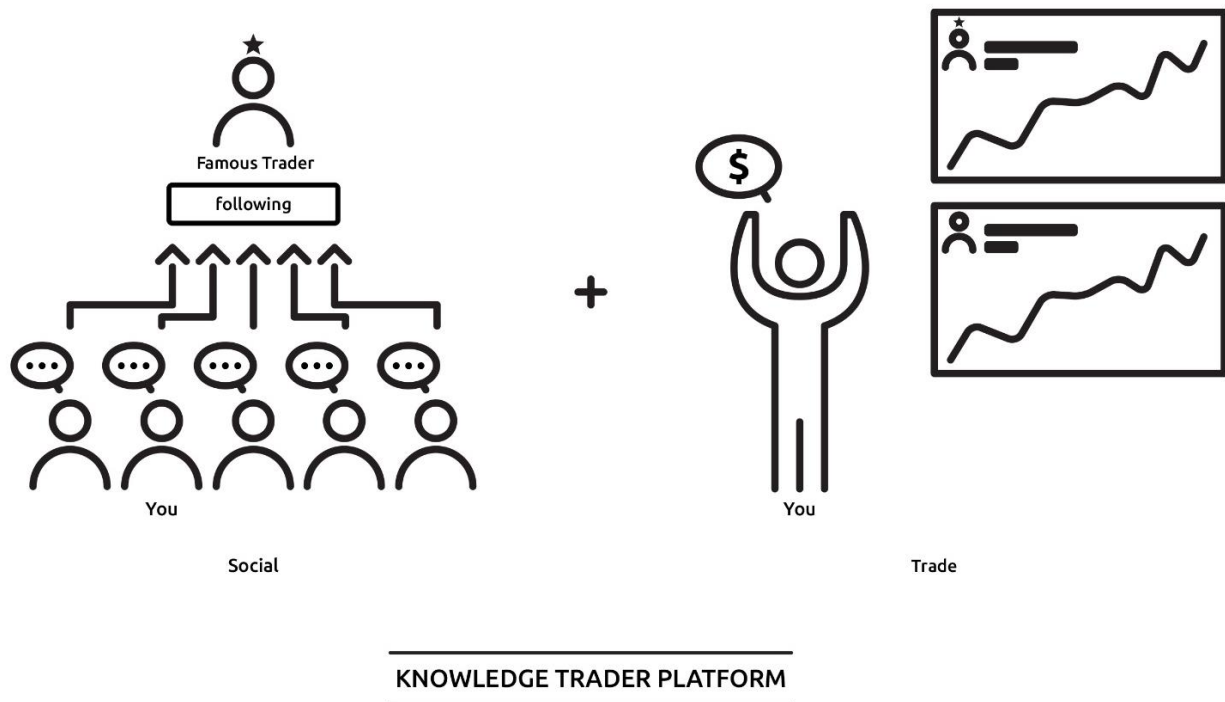 Famous Trader
following
$
+
You
You
Social
Trade
KNOWLEDGE TRADER PLATFORM